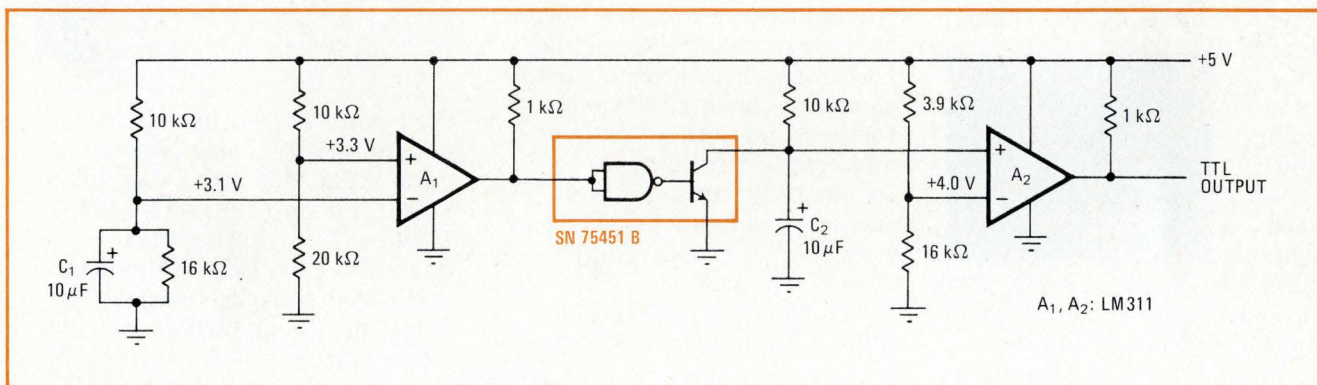 +5 V
10 kΩ
10 kΩ
1 kΩ
10 kΩ
3.9 kΩ
1 kΩ
+3.3 V
+
A₁
+3.1 V
−
+
A₂
+4.0 V
−
TTL
OUTPUT
SN 75451 B
+
C₁
10 μF
16 kΩ
20 kΩ
+
C₂
10 μF
16 kΩ
A₁, A₂: LM311